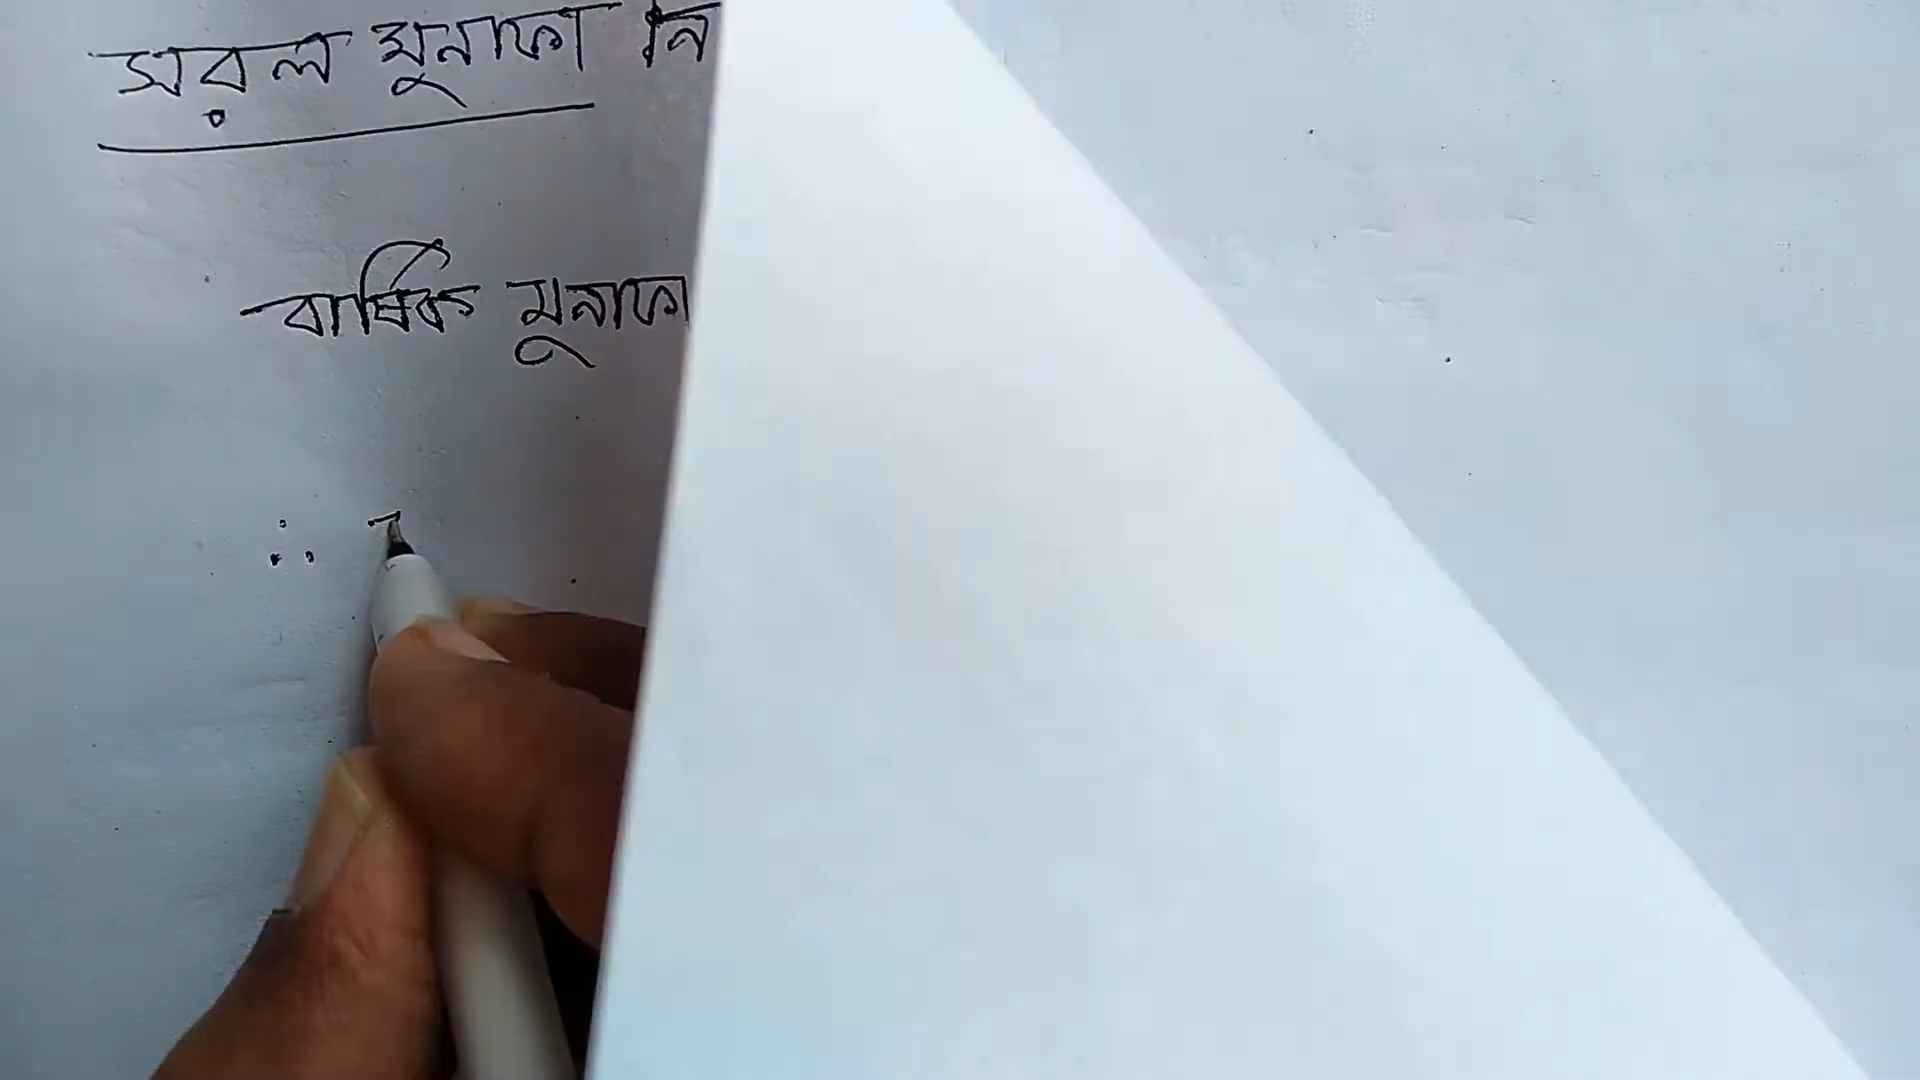 সরল মুনাফা নি
বার্ষিক মুনাফা
∴